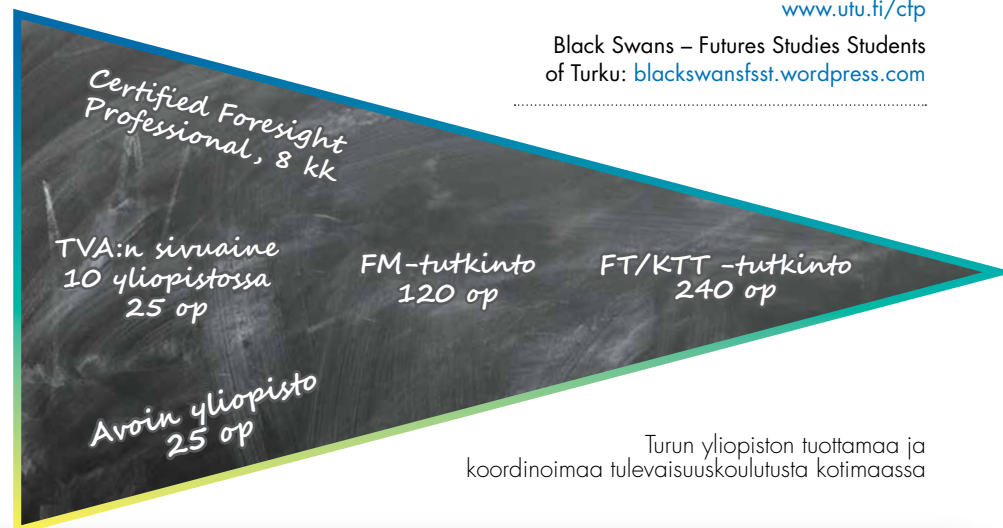 www.utu.fi/cfp
Black Swans – Futures Studies Students
of Turku: blackswansfsst.wordpress.com
Certified Foresight
Professional, 8 kk
TVA:n sivuaine
10 yliopistossa
25 op
FM-tutkinto
120 op
FT/KTT -tutkinto
240 op
Avoin yliopisto
25 op
Turun yliopiston tuottamaa ja
koordinoimaa tulevaisuuskoulutusta kotimaassa